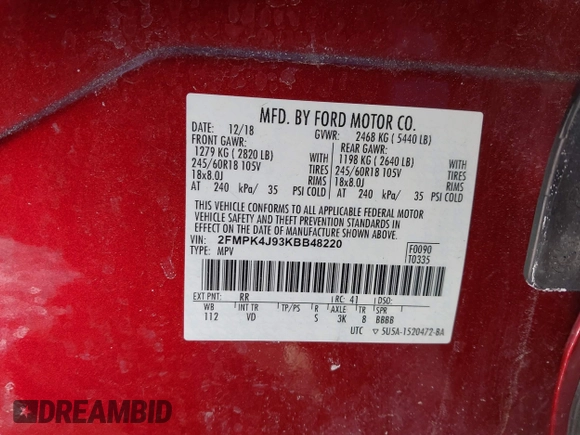 MFD. BY FORD MOTOR CO.
DATE: 12/18 GVWR: 2468 KG ( 5440 LB)
FRONT GAWR: REAR GAWR:
1279 KG ( 2820 LB) WITH 1198 KG ( 2640 LB) WITH
245/60R18 105V TIRES 245/60R18 105V TIRES
18x8.0J RIMS 18x8.0J RIMS
AT 240 kPa/ 35 PSI COLD AT 240 kPa/ 35 PSI COLD
THIS VEHICLE CONFORMS TO ALL APPLICABLE FEDERAL MOTOR
VEHICLE SAFETY AND THEFT PREVENTION STANDARDS IN
EFFECT ON THE DATE OF MANUFACTURE SHOWN ABOVE.
VIN: 2FMPK4J93KBB48220 F0090
TYPE: MPV T0335
EXT PNT: RR RC: 41 DSO:
WB INT TR TP/PS R AXLE TR SPR
112 VD S 3K 8 BBBB
UTC 5U5A-1520472-BA
DREAMBID